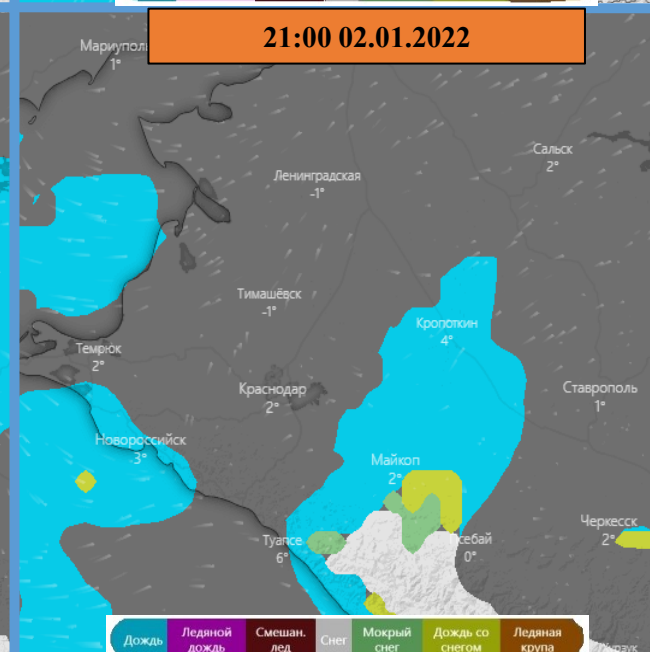 21:00 02.01.2022
Мариупол
1°
Сальск
2°
Ленинградская
-1°
Тимашёвск
-1°
Кропоткин
4°
Темрюк
2°
Краснодар
2°
Ставрополь
1°
Новороссийск
3°
Майкоп
2°
Черкесск
2°
Туапсе
6°
Псебай
0°
Дождь
Ледяной
дождь
Смешан.
лед
Снег
Мокрый
снег
Дождь со
снегом
Ледяная
крупа